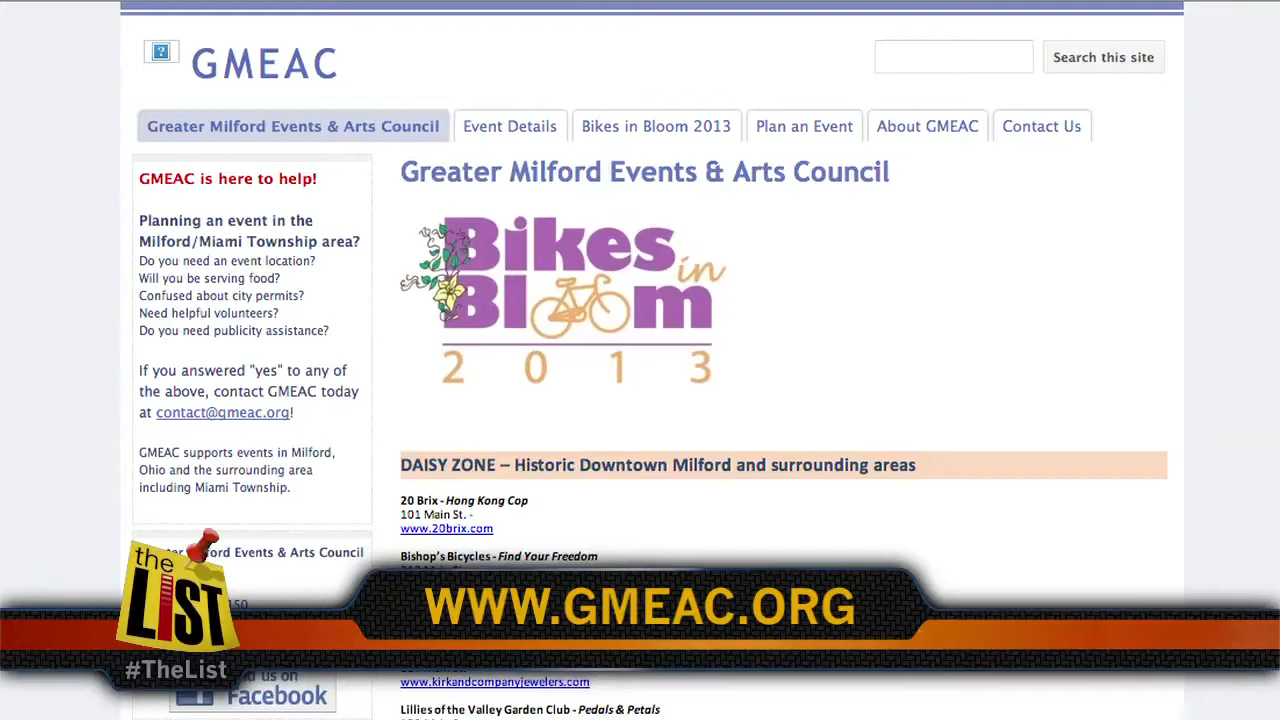 GMEAC
Search this site
Greater Milford Events & Arts Council
Event Details
Bikes in Bloom 2013
Plan an Event
About GMEAC
Contact Us
GMEAC is here to help!
Planning an event in the
Milford/Miami Township area?
Do you need an event location?
Will you be serving food?
Confused about city permits?
Need helpful volunteers?
Do you need publicity assistance?
If you answered "yes" to any of
the above, contact GMEAC today
at contact@gmeac.org!
GMEAC supports events in Milford,
Ohio and the surrounding area
including Miami Township.
Events & Arts Council
Greater Milford Events & Arts Council
Bikes in
Bloom
2013
DAISY ZONE – Historic Downtown Milford and surrounding areas
20 Brix - Hong Kong Cop
101 Main St. -
www.20brix.com
Bishop's Bicycles - Find Your Freedom
WWW.GMEAC.ORG
the LIST
#TheList
us on
Facebook
www.kirkandcompanyjewelers.com
Lillies of the Valley Garden Club - Pedals & Petals